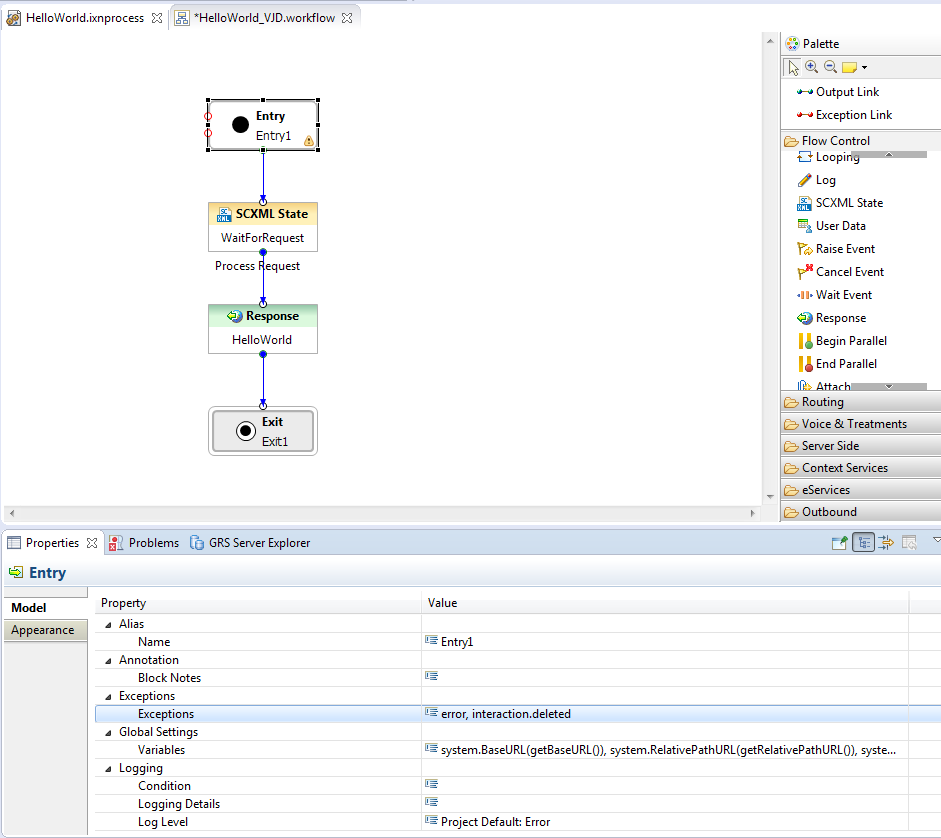 HelloWorld.ixnprocess
*HelloWorld_VJD.workflow
Entry
Entry1
SCXML State
WaitForRequest
Process Request
Response
HelloWorld
Exit
Exit1
Palette
Output Link
Exception Link
Flow Control
Looping
Log
SCXML State
User Data
Raise Event
Cancel Event
Wait Event
Response
Begin Parallel
End Parallel
Attach
Routing
Voice & Treatments
Server Side
Context Services
eServices
Outbound
Properties
Problems
GRS Server Explorer
Entry
Model
Appearance
Property Value
Alias
Name Entry1
Annotation
Block Notes
Exceptions
Exceptions error, interaction.deleted
Global Settings
Variables system.BaseURL(getBaseURL()), system.RelativePathURL(getRelativePathURL()), syste...
Logging
Condition
Logging Details
Log Level Project Default: Error